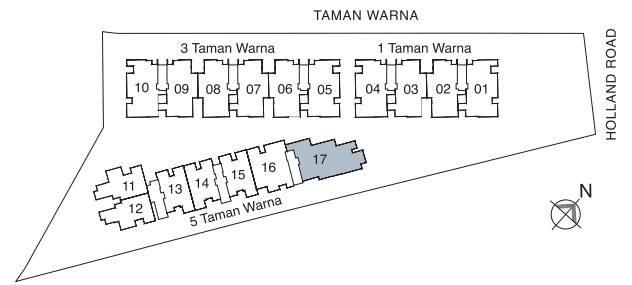 TAMAN WARNA
HOLLAND ROAD
3 Taman Warna
1 Taman Warna
10 09 08 07 06 05 04 03 02 01
17
16
15
14
13
11
12
5 Taman Warna
N